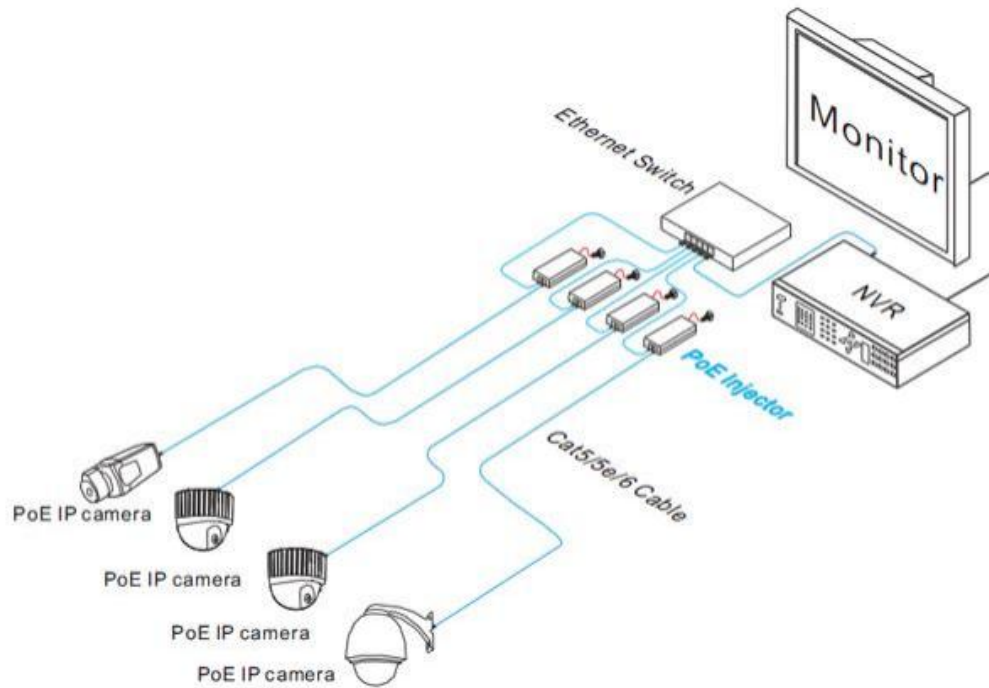 Monitor
Ethernet Switch
NVR
PoE Injector
Cat5/5e/6 Cable
PoE IP camera
PoE IP camera
PoE IP camera
PoE IP camera